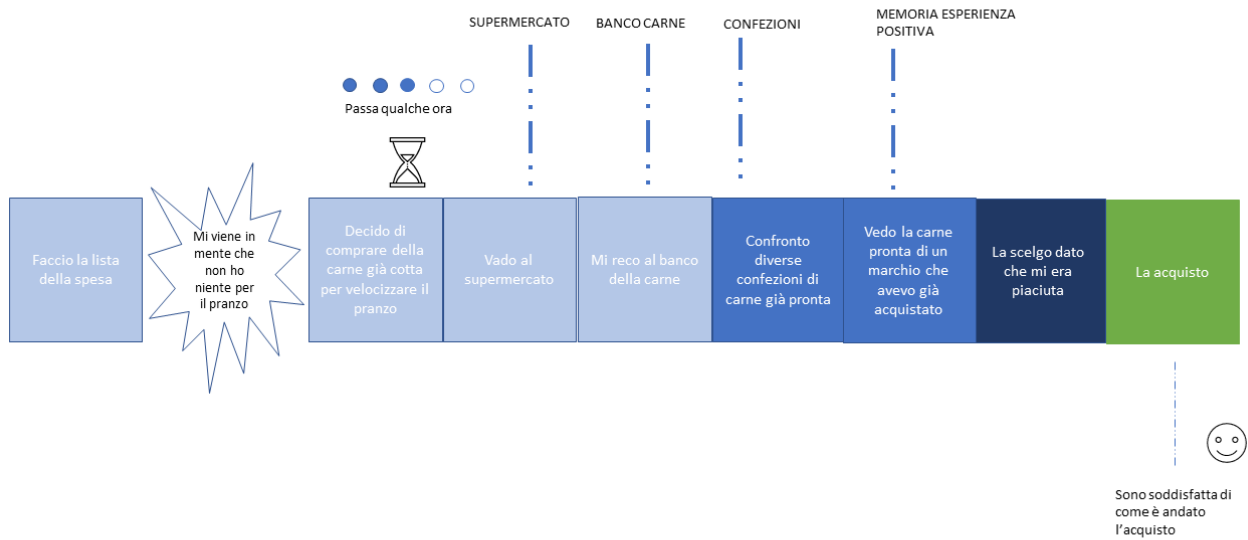 SUPERMERCATO
BANCO CARNE
CONFEZIONI
MEMORIA ESPERIENZA
POSITIVA
Passa qualche ora
Faccio la lista
della spesa
Mi viene in
mente che
non ho
niente per
il pranzo
Decido di
comprare della
carne già cotta
per velocizzare il
pranzo
Vado al
supermercato
Mi reco al banco
della carne
Confronto
diverse
confezioni di
carne già pronta
Vedo la carne
pronta di un
marchio che
avevo già
acquistato
La scelgo dato
che mi era
piaciuta
La acquisto
Sono soddisfatta di
come è andato
l'acquisto